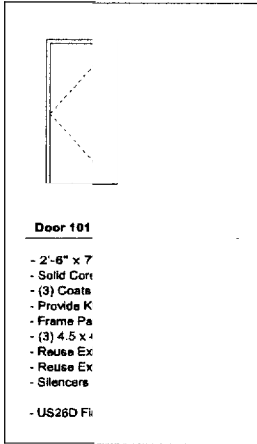 Door 101
- 2'-6" x 7
- Solid Core
- (3) Coats
- Provide K
- Frame Pa
- (3) 4.5 x
- Reuse Ex
- Reuse Ex
- Silencers
- US26D Fi